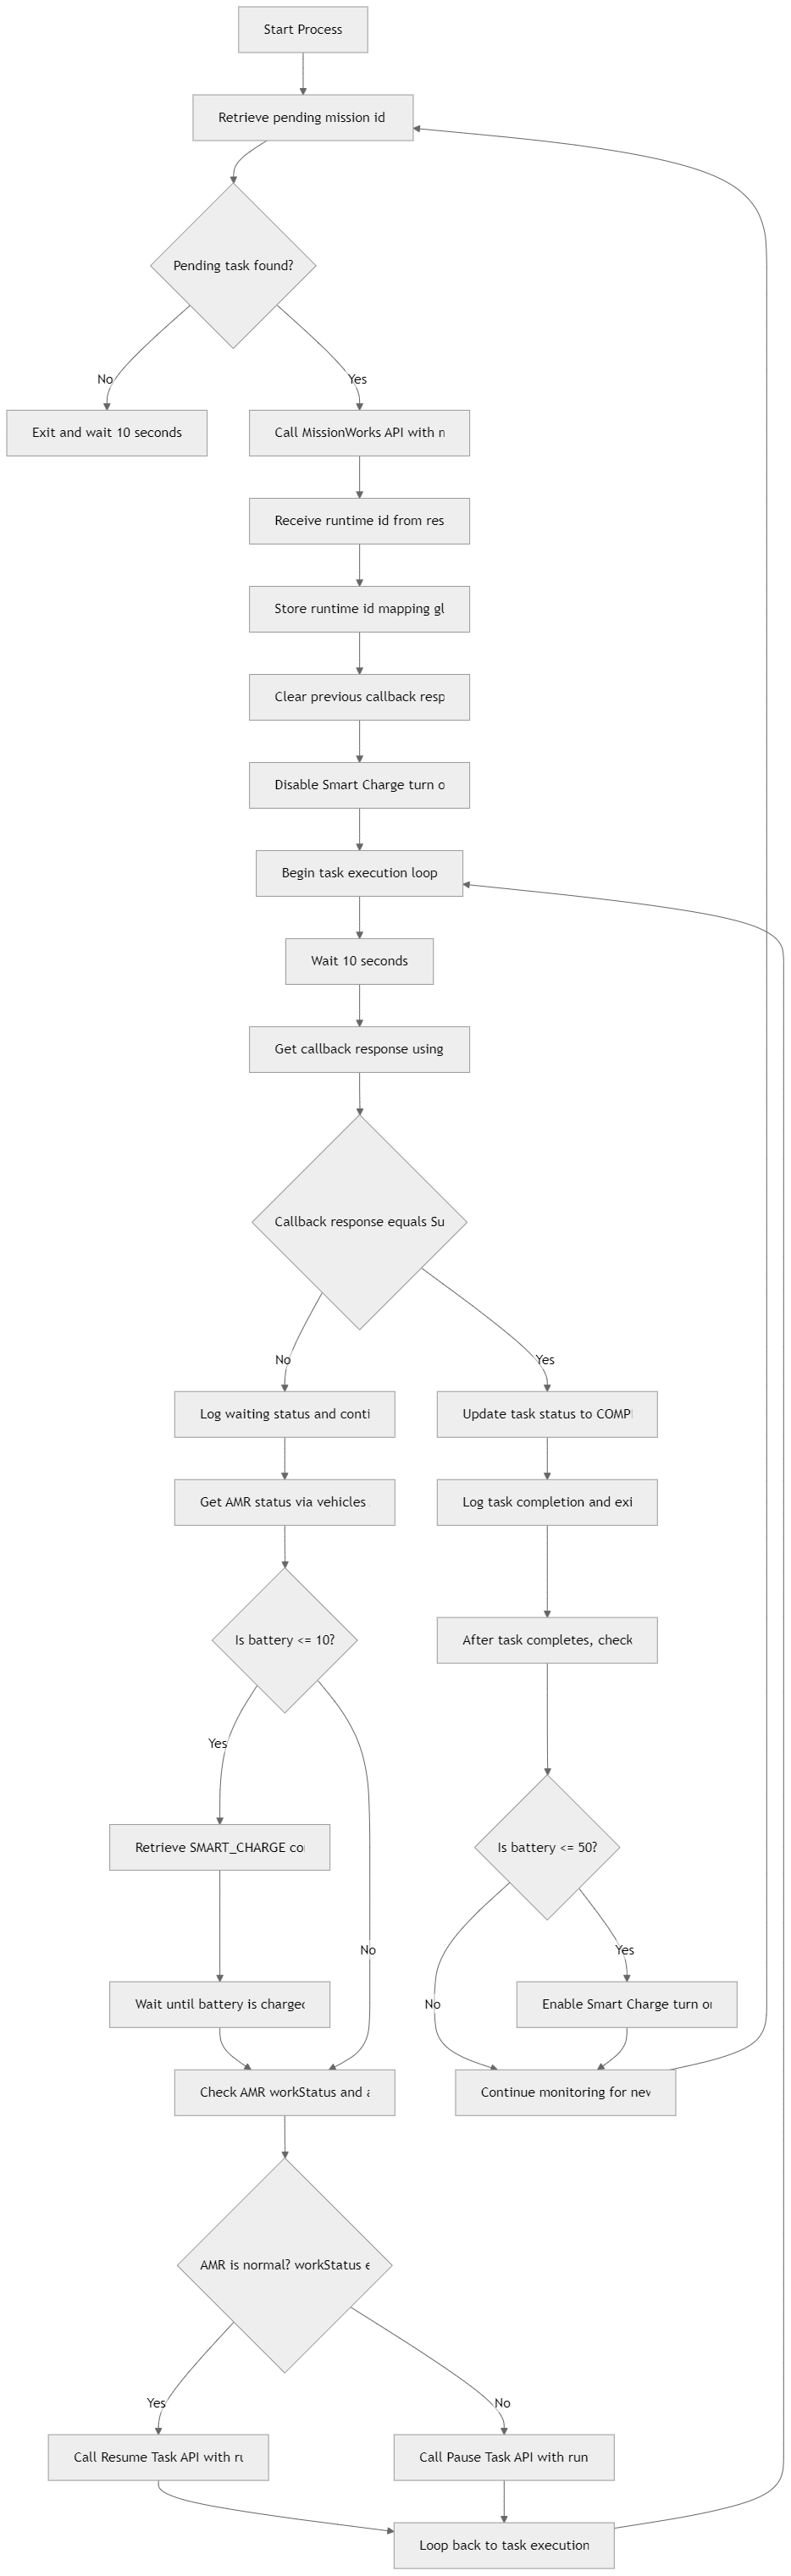 Start Process
Retrieve pending mission id
Pending task found?
No
Yes
Exit and wait 10 seconds
Call MissionWorks API with
Receive runtime id from res
Store runtime id mapping gl
Clear previous callback resp
Disable Smart Charge turn o
Begin task execution loop
Wait 10 seconds
Get callback response using
Callback response equals Su
No
Yes
Log waiting status and conti
Update task status to COMP
Get AMR status via vehicles
Log task completion and exi
Is battery <= 10?
After task completes, check
Yes
Is battery <= 50?
Retrieve SMART_CHARGE
No
Yes
No
Wait until battery is charged
Enable Smart Charge turn
Check AMR workStatus and
Continue monitoring for
AMR is normal? workStatus
Yes
No
Call Resume Task API with
Call Pause Task API with run
Loop back to task execution